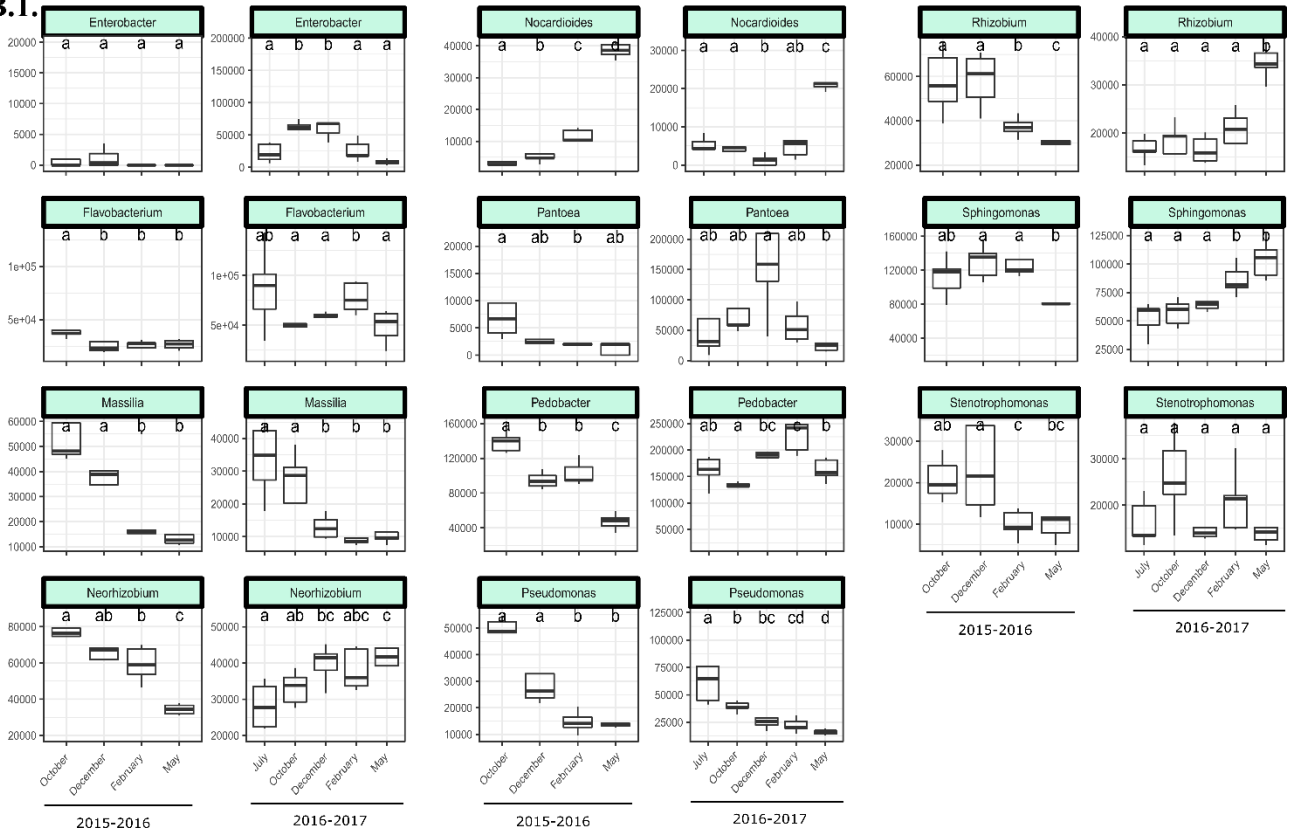 B.1.
Enterobacter Enterobacter Nocardioides Nocardioides Rhizobium Rhizobium
a a a a
20000
15000
10000
5000
0
a b b a a
200000
150000
100000
50000
0
a b c d
40000
30000
20000
10000
a a b ab c
30000
20000
10000
0
a a b c
60000
40000
20000
a a a a b
40000
30000
20000
Flavobacterium Flavobacterium Pantoea Pantoea Sphingomonas Sphingomonas
a b b b
1e+05
5e+04
ab a a b a
1e+05
5e+04
a ab b ab
20000
15000
10000
5000
0
ab ab a ab b
200000
150000
100000
50000
0
ab a a b
160000
120000
80000
40000
a a a b b
125000
100000
75000
50000
25000
Massilia Massilia Pedobacter Pedobacter Stenotrophomonas Stenotrophomonas
a a b b
60000
50000
40000
30000
20000
10000
a a b b b
40000
30000
20000
10000
a b b c
160000
120000
80000
40000
ab a bc c b
250000
200000
150000
100000
50000
ab a c bc
30000
20000
10000
a a a a a
30000
20000
October December February May
2015-2016
July October December February May
2016-2017
Neorhizobium Neorhizobium Pseudomonas Pseudomonas
a ab b c
80000
60000
40000
20000
a ab bc abc c
50000
40000
30000
20000
a a b b
50000
40000
30000
20000
10000
a b bc cd d
125000
100000
75000
50000
25000
October December February May
2015-2016
July October December February May
2016-2017
October December February May
2015-2016
July October December February May
2016-2017